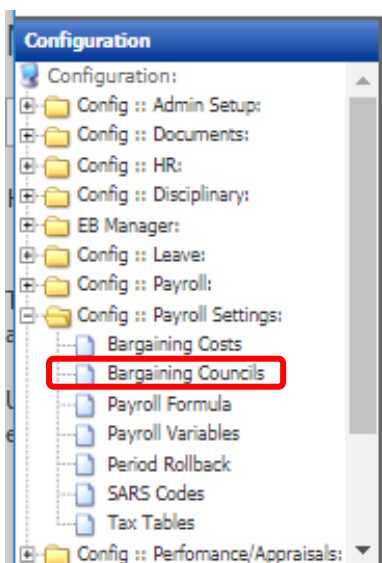 Configuration
Configuration:
Config :: Admin Setup:
Config :: Documents:
Config :: HR:
Config :: Disciplinary:
EB Manager:
Config :: Leave:
Config :: Payroll:
Config :: Payroll Settings:
Bargaining Costs
Bargaining Councils
Payroll Formula
Payroll Variables
Period Rollback
SARS Codes
Tax Tables
Config :: Perfomance/Appraisals: